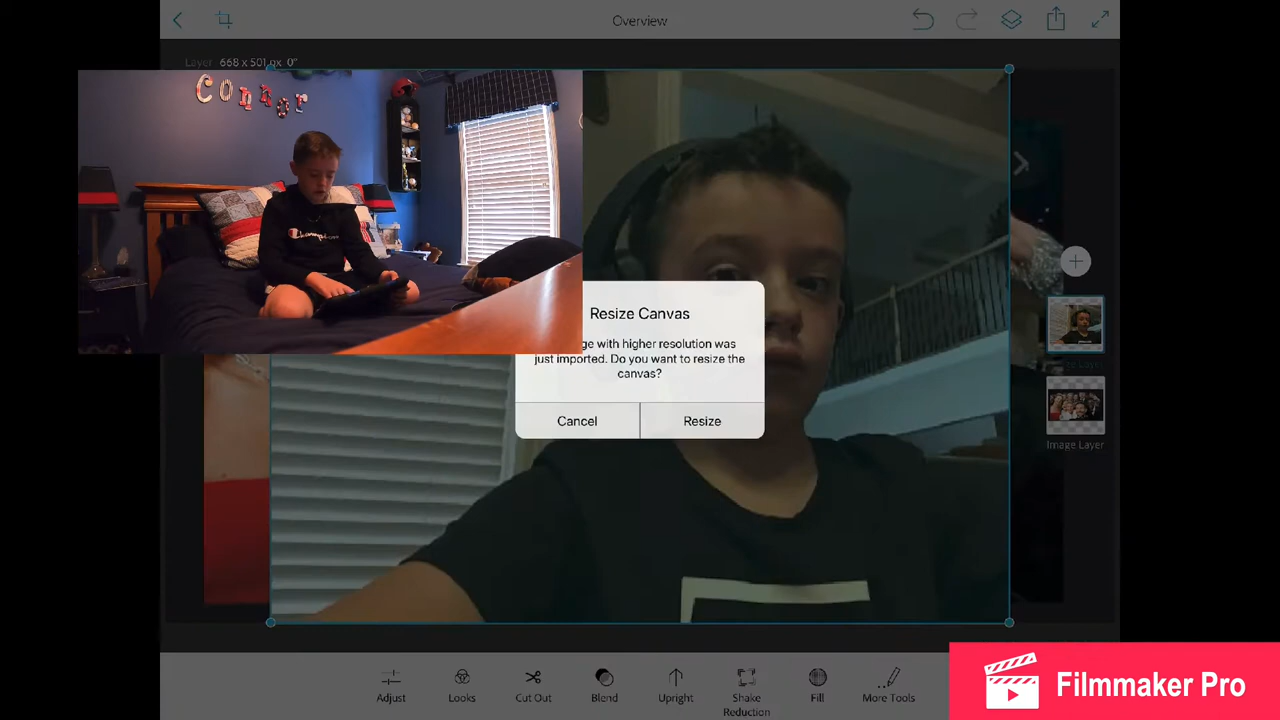 Overview
Layer 668 x 501 px 0°
Connor
Champion
Resize Canvas
ge with higher resolution was
just imported. Do you want to resize the
canvas?
Cancel
Resize
Image Layer
Adjust
Looks
Cut Out
Blend
Upright
Shake
Reduction
Fill
More Tools
Filmmaker Pro